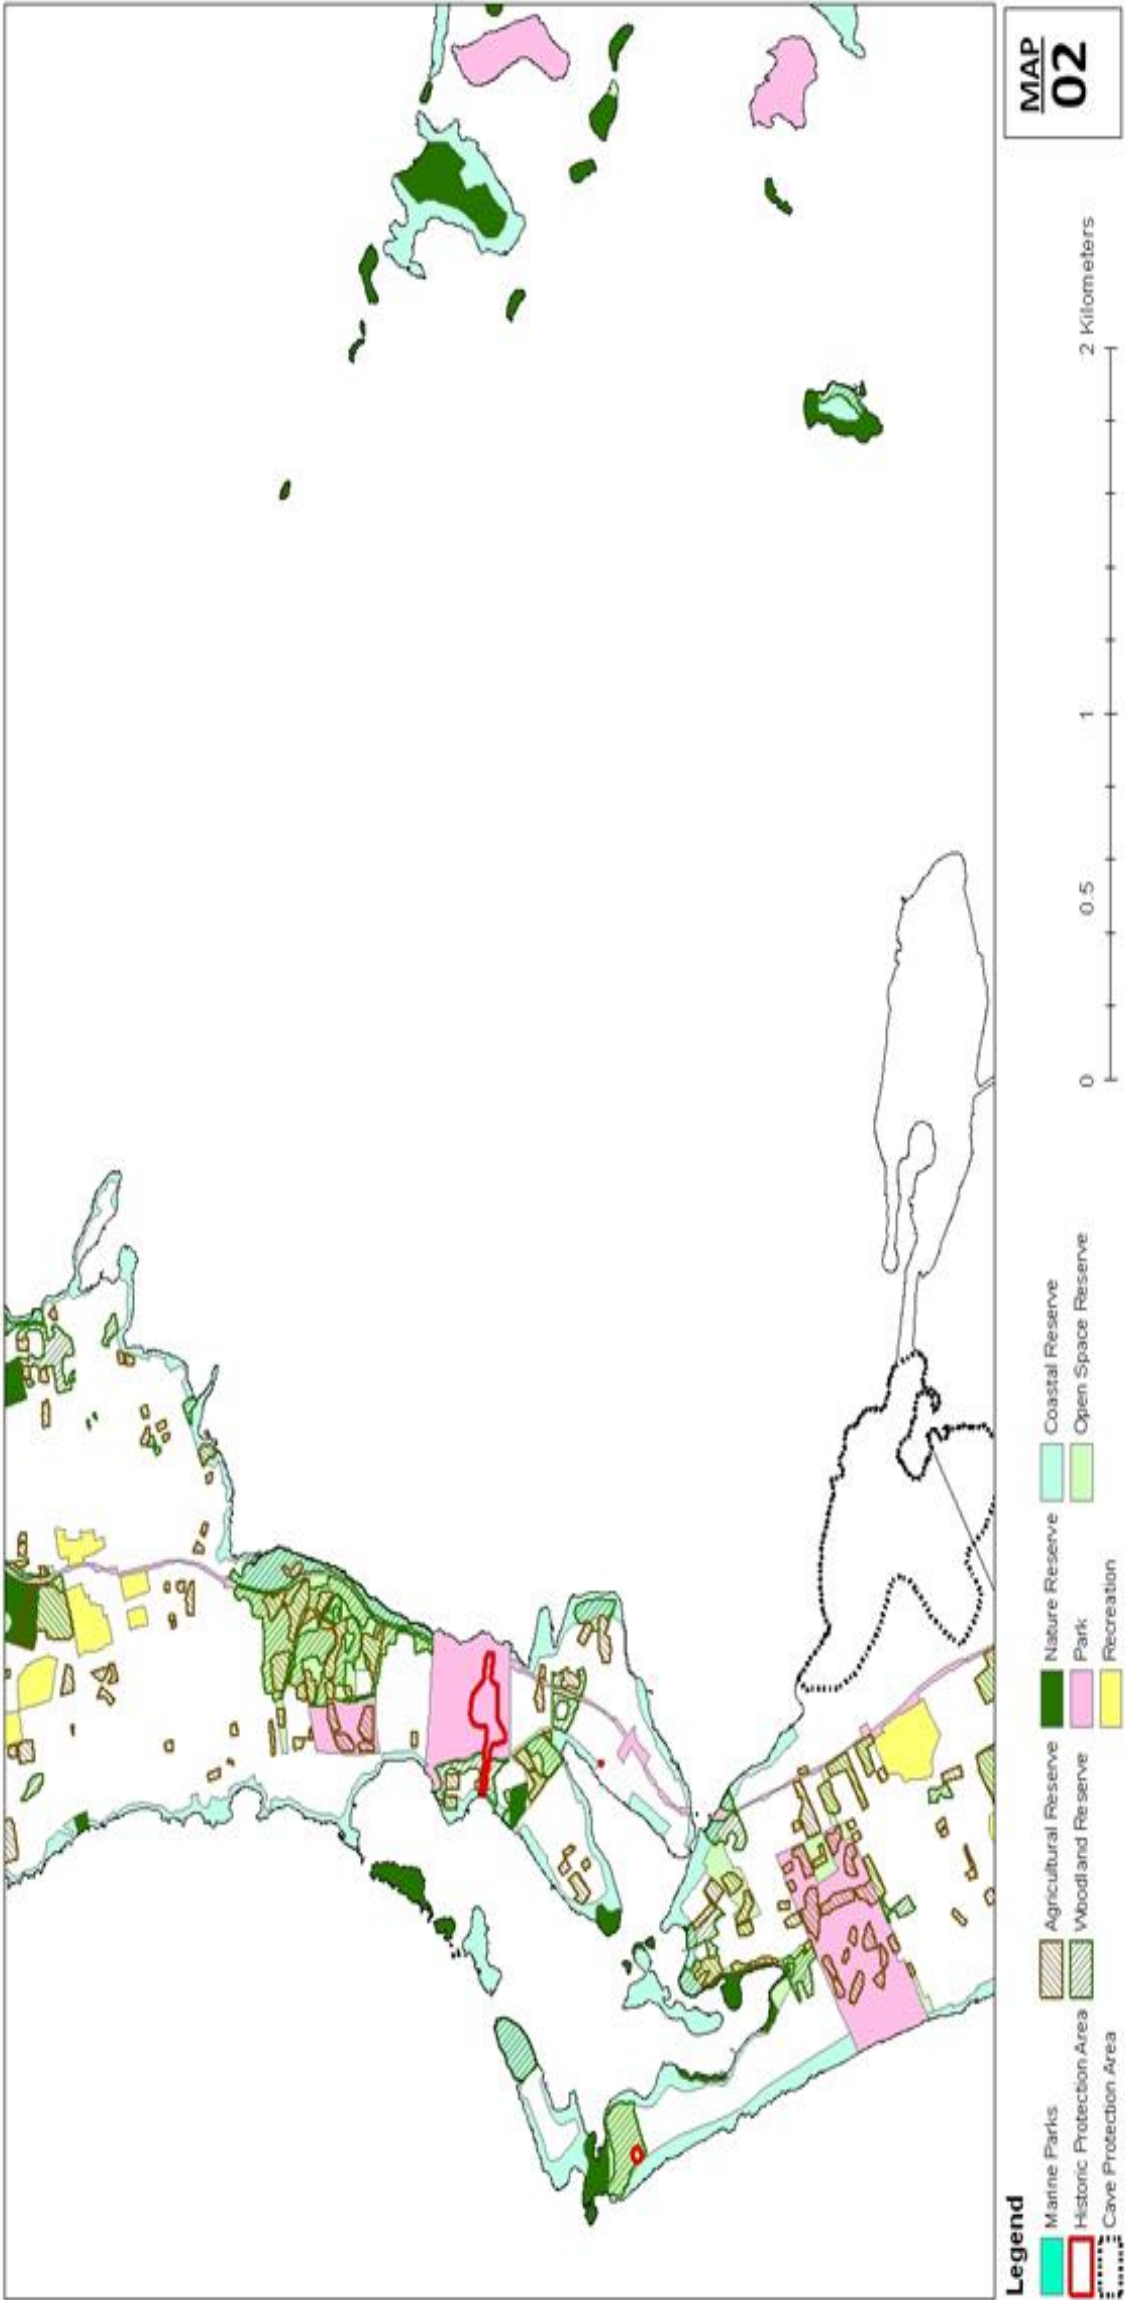 MAP
02
0 0.5 1 2 Kilometers
Legend
Marine Parks
Historic Protection Area
Cave Protection Area
Agricultural Reserve
Woodland Reserve
Nature Reserve
Park
Recreation
Coastal Reserve
Open Space Reserve